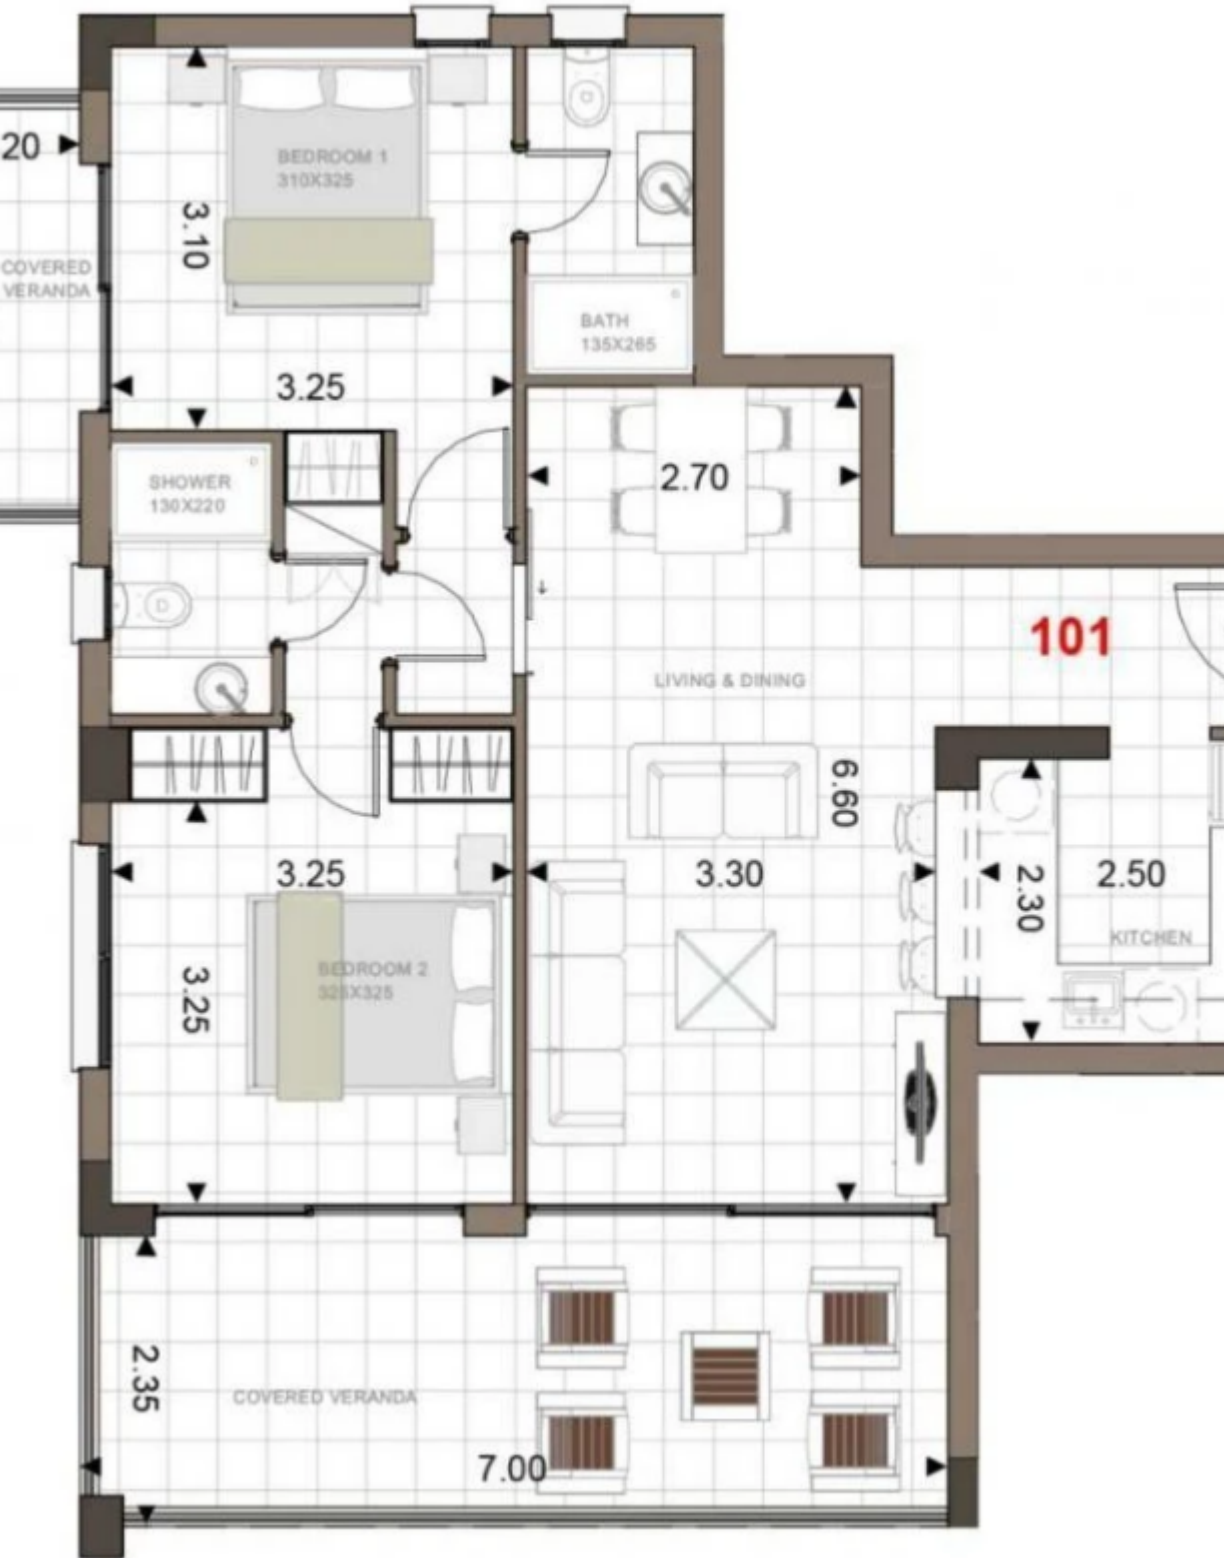 20
BEDROOM 1
310X325
3.10
COVERED
VERANDA
3.25
BATH
135X265
SHOWER
130X220
2.70
101
LIVING & DINING
6.60
3.25
3.30
2.30
2.50
KITCHEN
BEDROOM 2
325X325
3.25
2.35
COVERED VERANDA
7.00